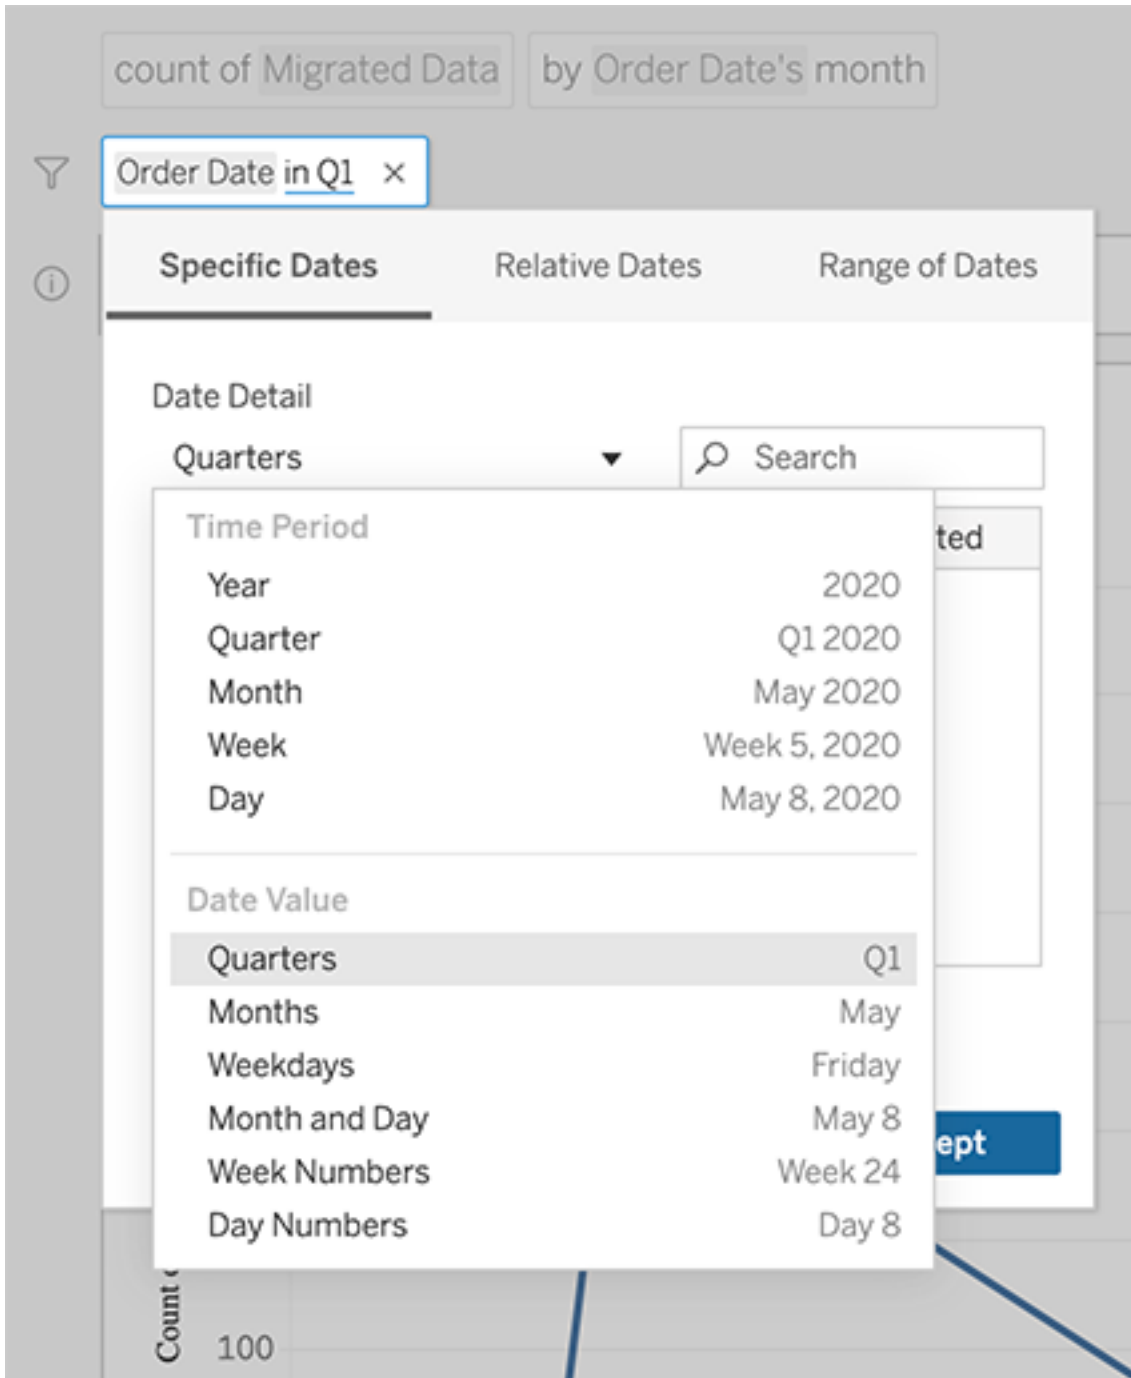 count of Migrated Data by Order Date's month
Order Date in Q1 ×
Specific Dates Relative Dates Range of Dates
Date Detail
Quarters Search
Time Period
Year 2020
Quarter Q1 2020
Month May 2020
Week Week 5, 2020
Day May 8, 2020
Date Value
Quarters Q1
Months May
Weekdays Friday
Month and Day May 8
Week Numbers Week 24
Day Numbers Day 8
Count
100